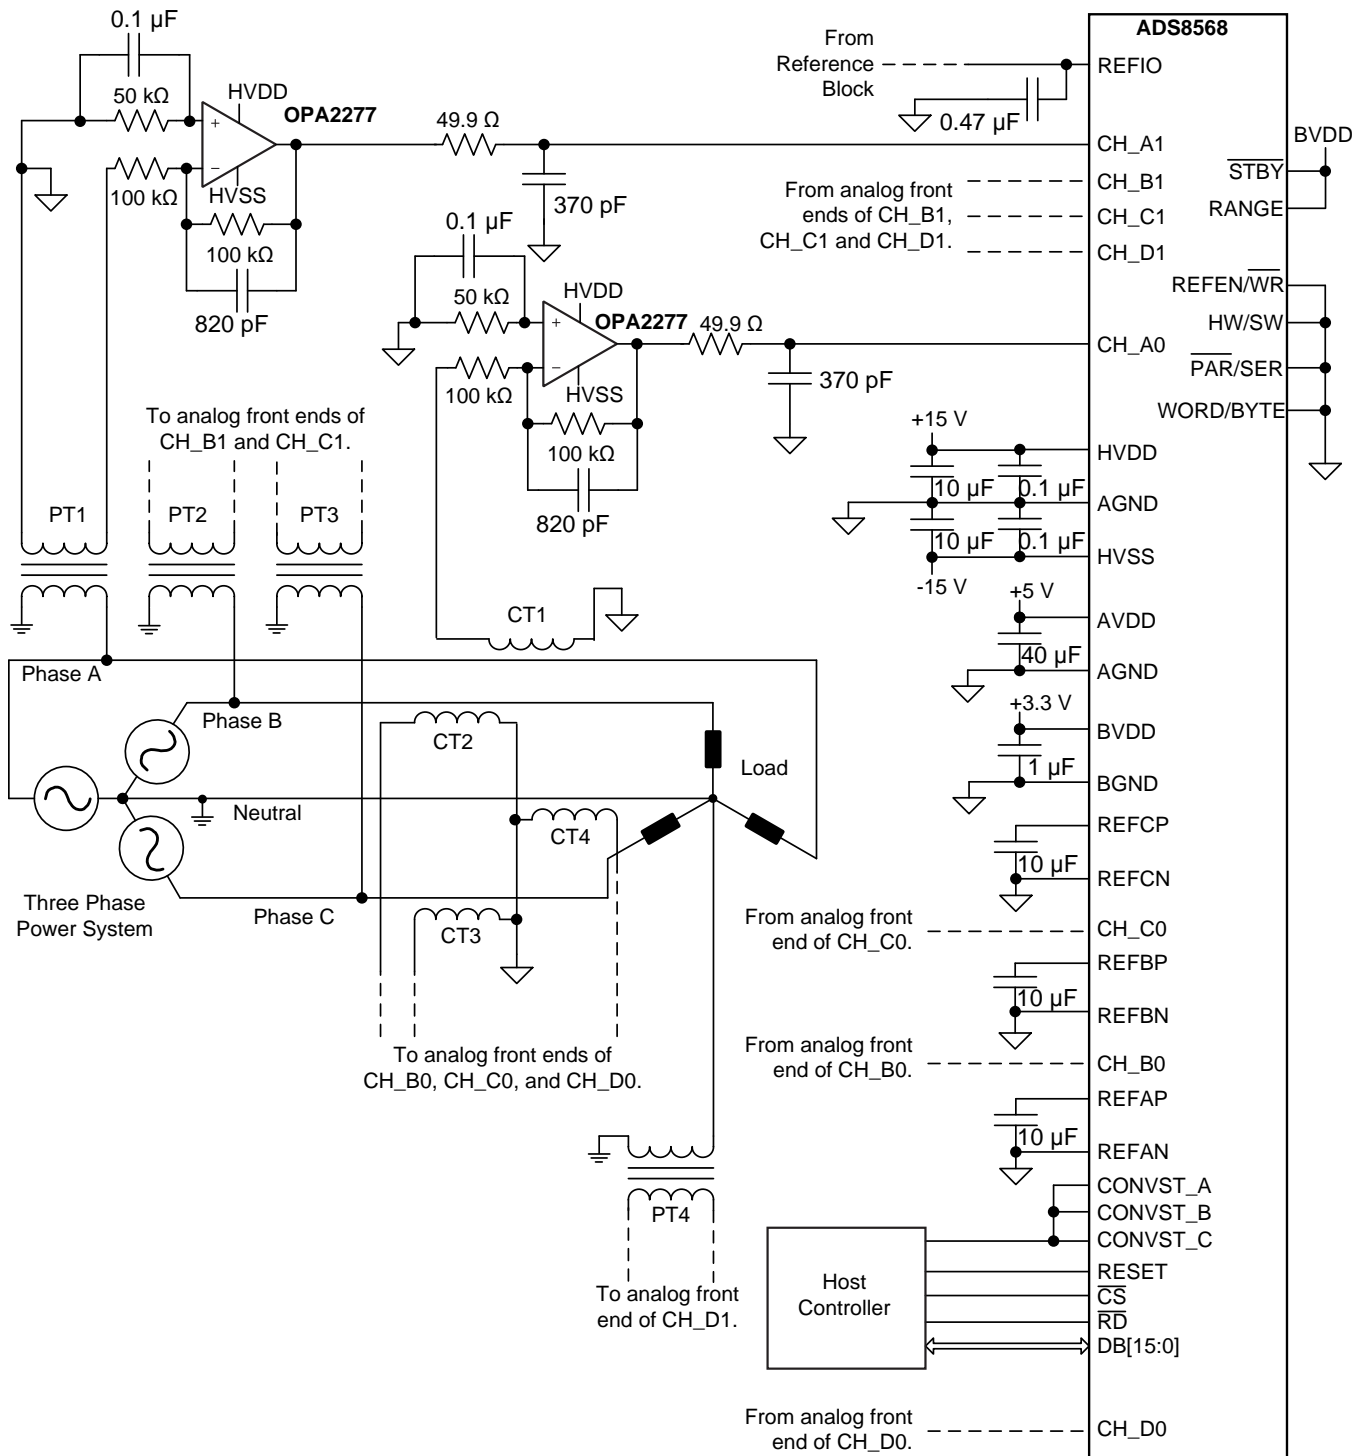 0.1 µF
50 kΩ
HVDD
OPA2277
+
−
100 kΩ
HVSS
100 kΩ
820 pF
49.9 Ω
370 pF
0.1 µF
50 kΩ
HVDD
OPA2277
+
−
100 kΩ
HVSS
100 kΩ
820 pF
49.9 Ω
370 pF
From
Reference
Block
0.47 µF
From analog front
ends of CH_B1,
CH_C1 and CH_D1.
To analog front ends of
CH_B1 and CH_C1.
PT1
PT2
PT3
CT1
Phase A
Phase B
CT2
Load
Neutral
CT4
Three Phase
Power System
Phase C
CT3
To analog front ends of
CH_B0, CH_C0, and CH_D0.
PT4
To analog front
end of CH_D1.
+15 V
10 µF
0.1 µF
10 µF
0.1 µF
-15 V
+5 V
40 µF
+3.3 V
1 µF
10 µF
From analog front
end of CH_C0.
10 µF
From analog front
end of CH_B0.
10 µF
Host
Controller
From analog front
end of CH_D0.
ADS8568
REFIO
CH_A1
CH_B1
CH_C1
CH_D1
CH_A0
HVDD
AGND
HVSS
AVDD
AGND
BVDD
BGND
REFCP
REFCN
CH_C0
REFBP
REFBN
CH_B0
REFAP
REFAN
CONVST_A
CONVST_B
CONVST_C
RESET
CS
RD
DB[15:0]
CH_D0
BVDD
STBY
RANGE
REFEN/WR
HW/SW
PAR/SER
WORD/BYTE